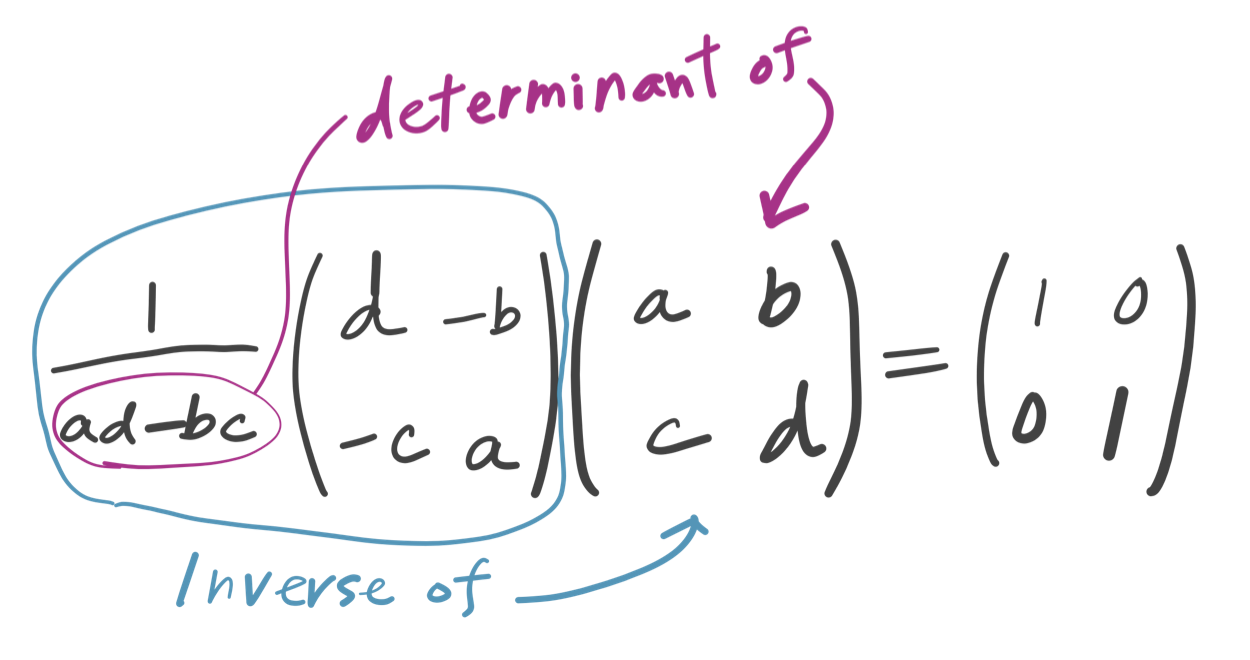 determinant of
1/(ad-bc) (d -b; -c a) (a b; c d) = (1 0; 0 1)
Inverse of